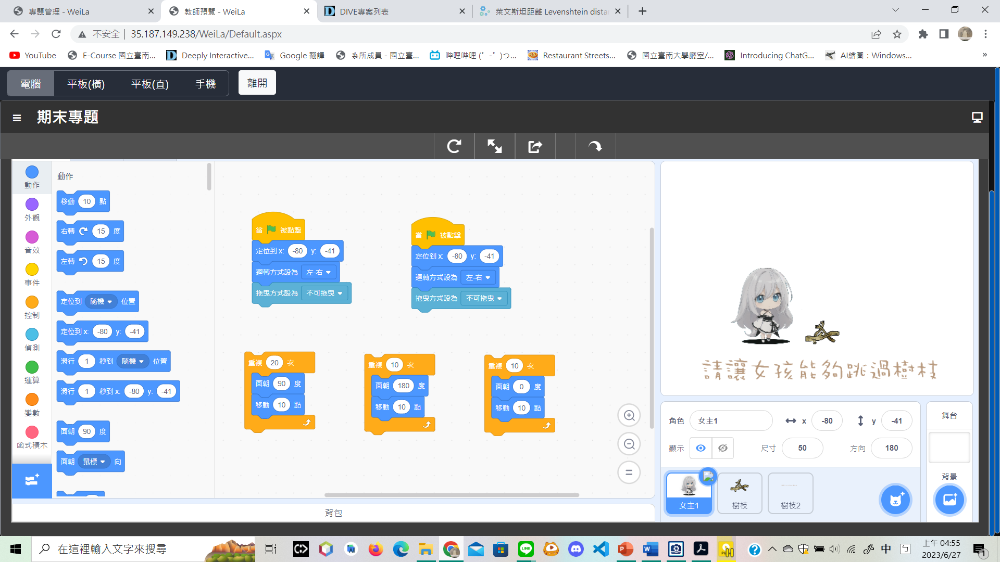 專題管理 - WeiLa
教師預覽 - WeiLa
DIVE專案列表
萊文斯坦距離 Levenshtein dista
不安全
35.187.149.238/WeiLa/Default.aspx
YouTube
E-Course 國立臺南...
Deeply Interactive...
Google 翻譯
系所成員 - 國立臺...
哔哩哔哩 (゜-゜)つ...
Restaurant Streets...
國立臺南大學廳室/...
Introducing ChatG...
AI繪圖：Windows...
»
電腦
平板(橫)
平板(直)
手機
離開
期末專題
動作
外觀
音效
事件
控制
偵測
運算
變數
函式積木
動作
移動 10 點
右轉 15 度
左轉 15 度
定位到 隨機 位置
定位到 x: -80 y: -41
滑行 1 秒到 隨機 位置
滑行 1 秒到 x: -80 y: -41
面朝 90 度
面朝 鼠標 向
當 被點擊
定位到 x: -80 y: -41
迴轉方式設為 左-右
拖曳方式設為 不可拖曳
當 被點擊
定位到 x: -80 y: -41
迴轉方式設為 左-右
拖曳方式設為 不可拖曳
重複 20 次
面朝 90 度
移動 10 點
重複 10 次
面朝 180 度
移動 10 點
重複 10 次
面朝 0 度
移動 10 點
背包
請讓女孩能夠跳過樹枝
角色 女主1 x -80 y -41
顯示 尺寸 50 方向 180
女主1
樹枝
樹枝2
舞台
背景
在這裡輸入文字來搜尋
中
上午 04:55
2023/6/27
1